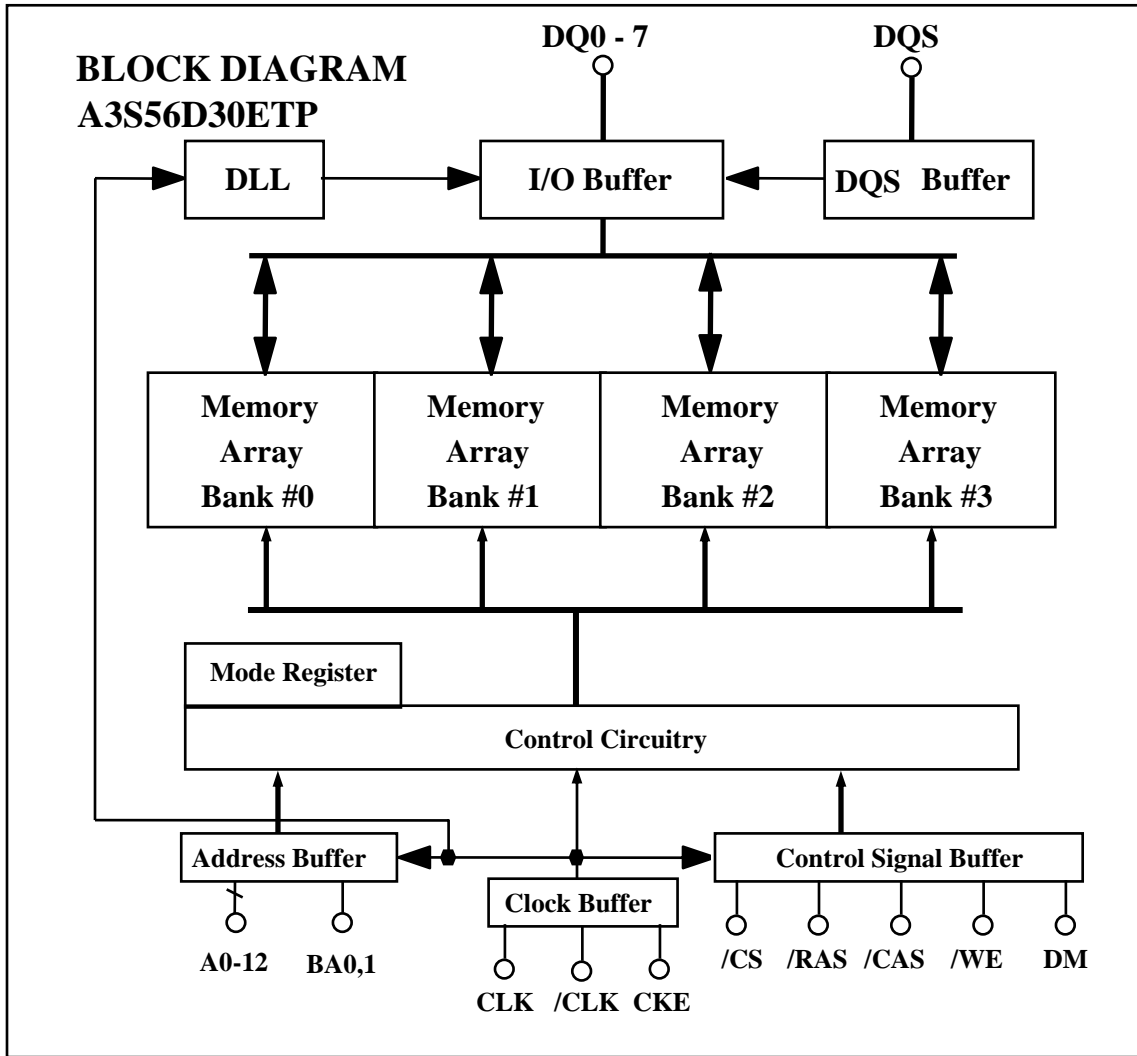 DQ0 - 7
DQS
BLOCK DIAGRAM
A3S56D30ETP
DLL
I/O Buffer
DQS Buffer
Memory
Array
Bank #0
Memory
Array
Bank #1
Memory
Array
Bank #2
Memory
Array
Bank #3
Mode Register
Control Circuitry
Address Buffer
Control Signal Buffer
Clock Buffer
A0-12
BA0,1
CLK
/CLK
CKE
/CS
/RAS
/CAS
/WE
DM